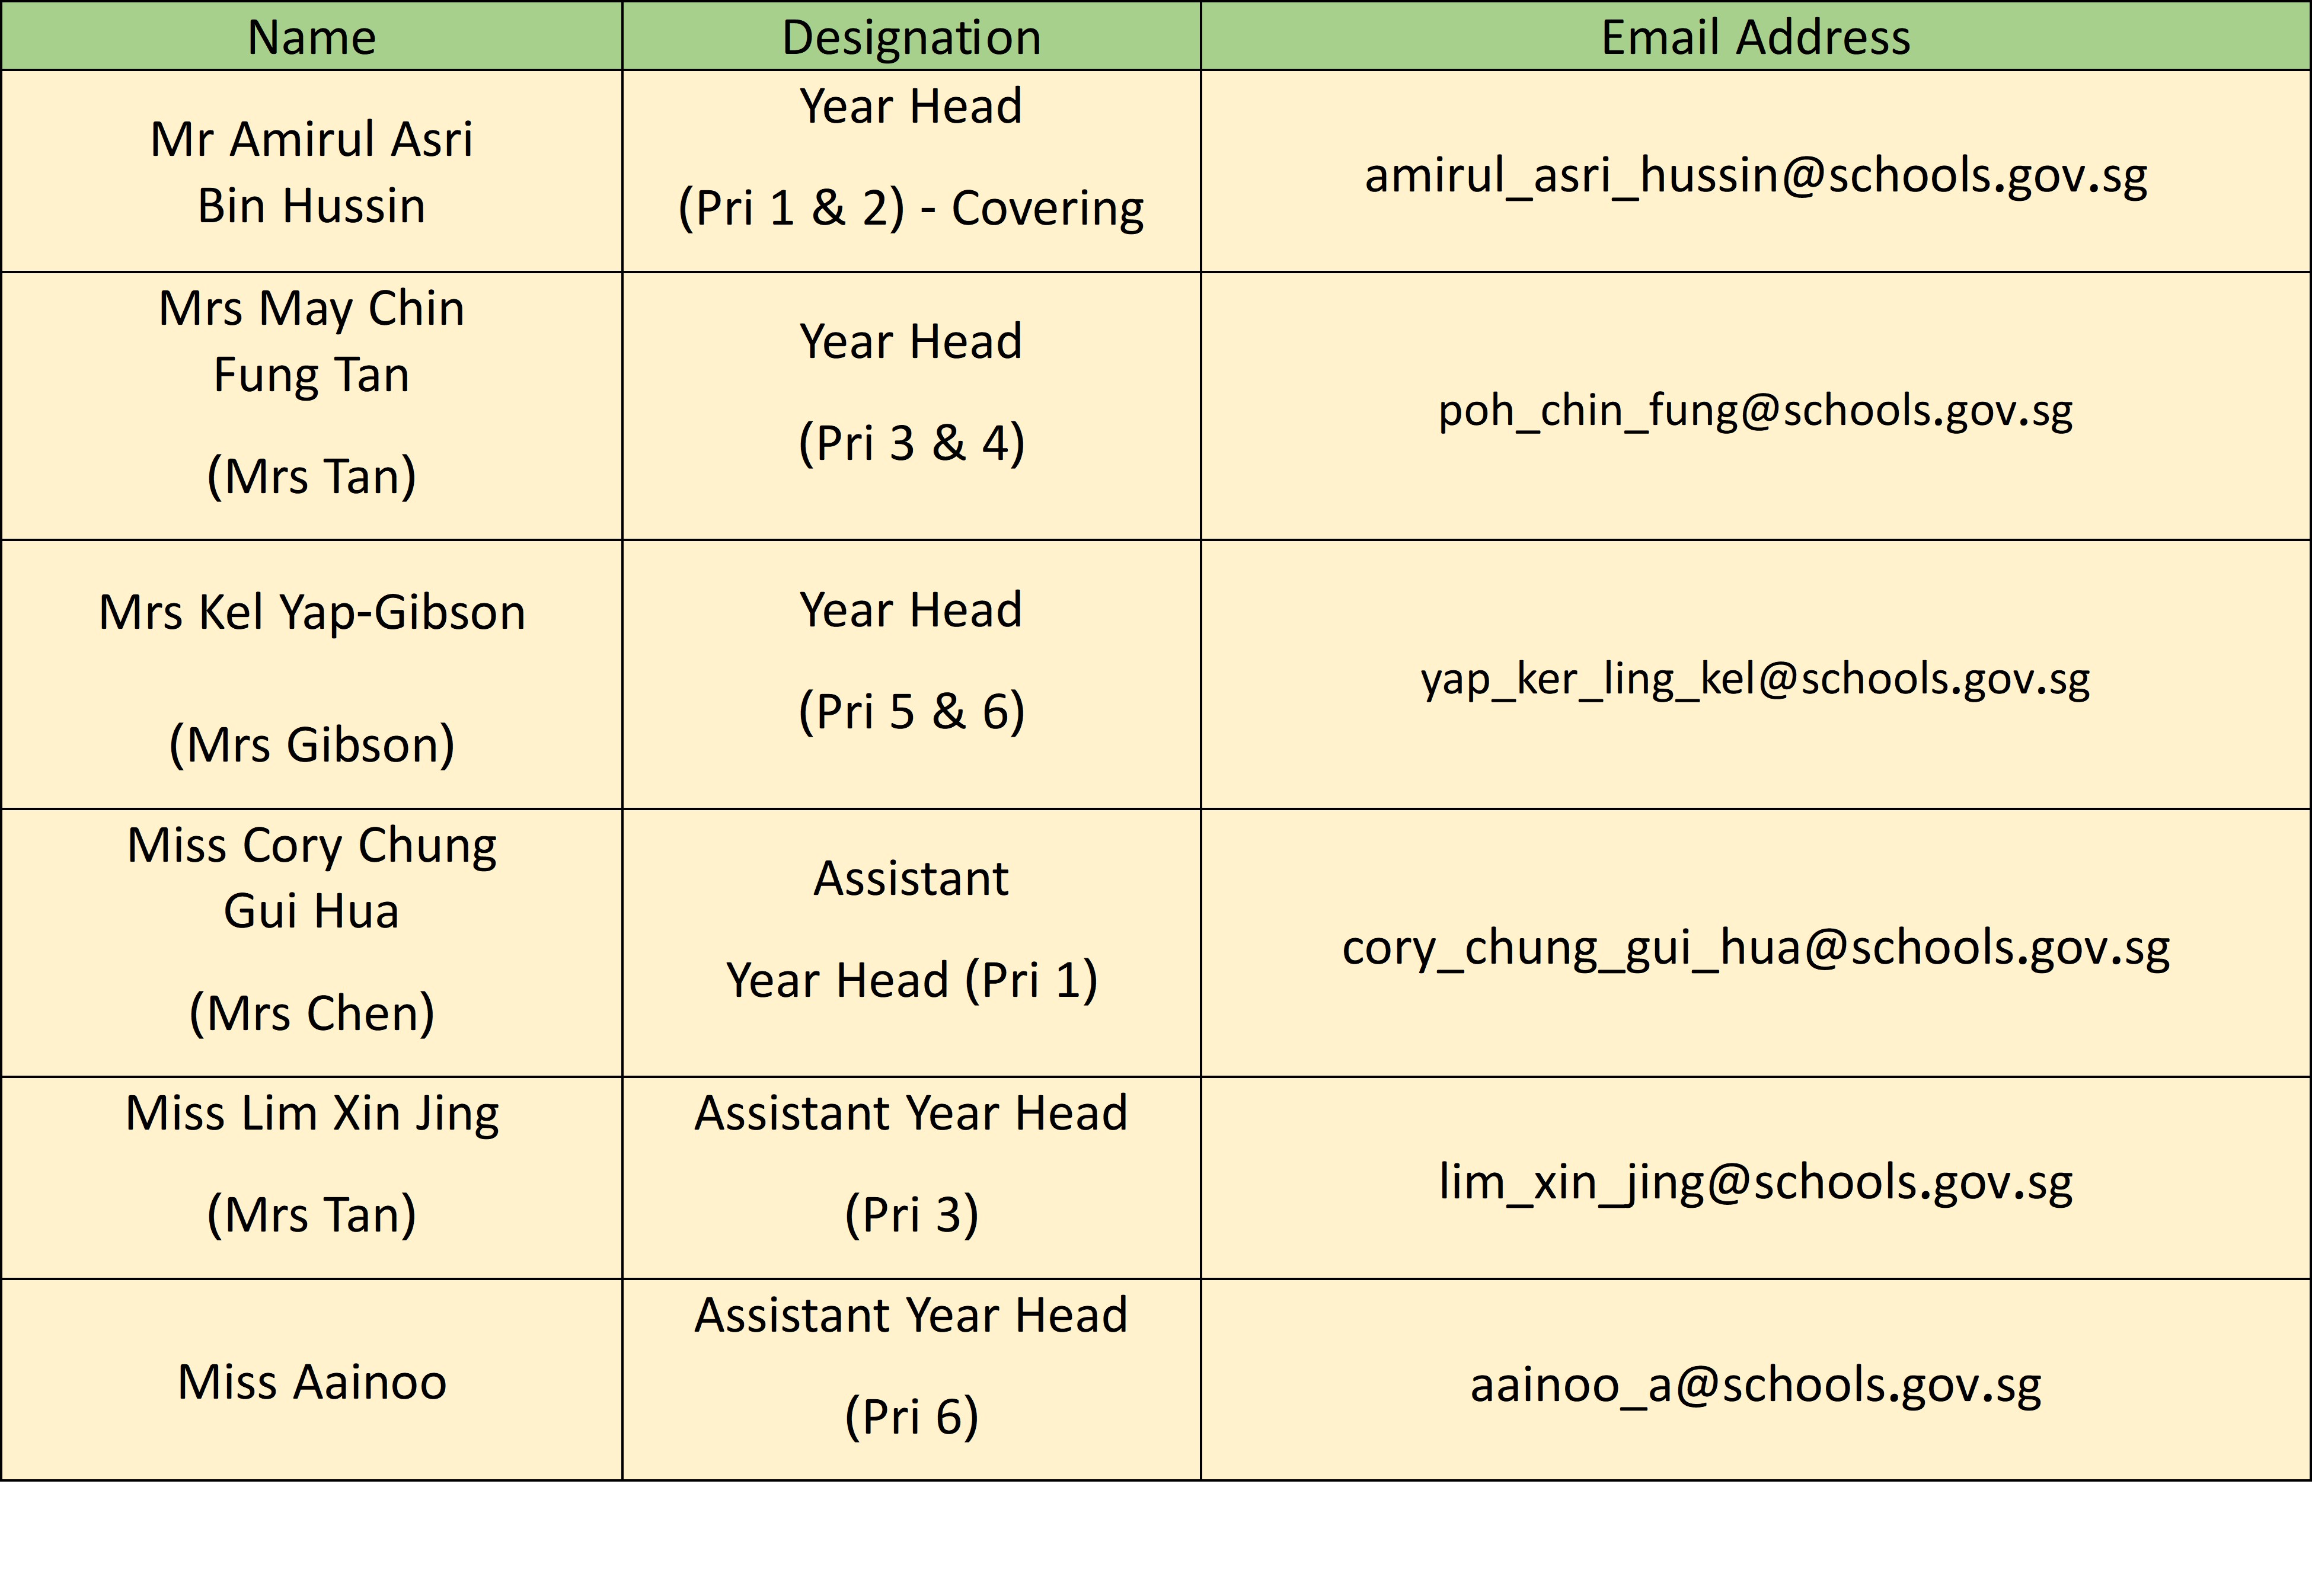 Name Designation Email Address
Mr Amirul Asri
Bin Hussin
Year Head
(Pri 1 & 2) - Covering
amirul_asri_hussin@schools.gov.sg
Mrs May Chin
Fung Tan
(Mrs Tan)
Year Head
(Pri 3 & 4)
poh_chin_fung@schools.gov.sg
Mrs Kel Yap-Gibson
(Mrs Gibson)
Year Head
(Pri 5 & 6)
yap_ker_ling_kel@schools.gov.sg
Miss Cory Chung
Gui Hua
(Mrs Chen)
Assistant
Year Head (Pri 1)
cory_chung_gui_hua@schools.gov.sg
Miss Lim Xin Jing
(Mrs Tan)
Assistant Year Head
(Pri 3)
lim_xin_jing@schools.gov.sg
Miss Aainoo
Assistant Year Head
(Pri 6)
aainoo_a@schools.gov.sg